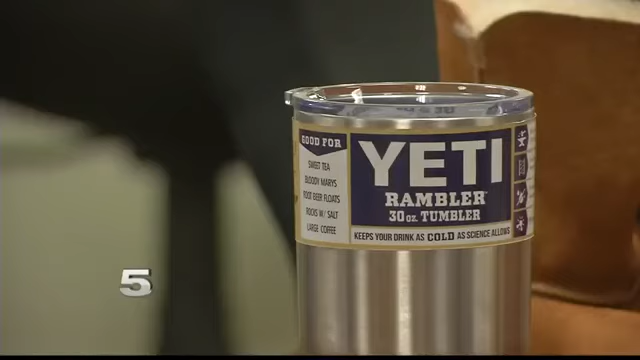 GOOD FOR
SWEET TEA
BLOODY MARYS
ROOT BEER FLOATS
ROCKS W/ SALT
LARGE COFFEE
YETI
RAMBLER
30 oz. TUMBLER
KEEPS YOUR DRINK AS COLD AS SCIENCE ALLOWS
5